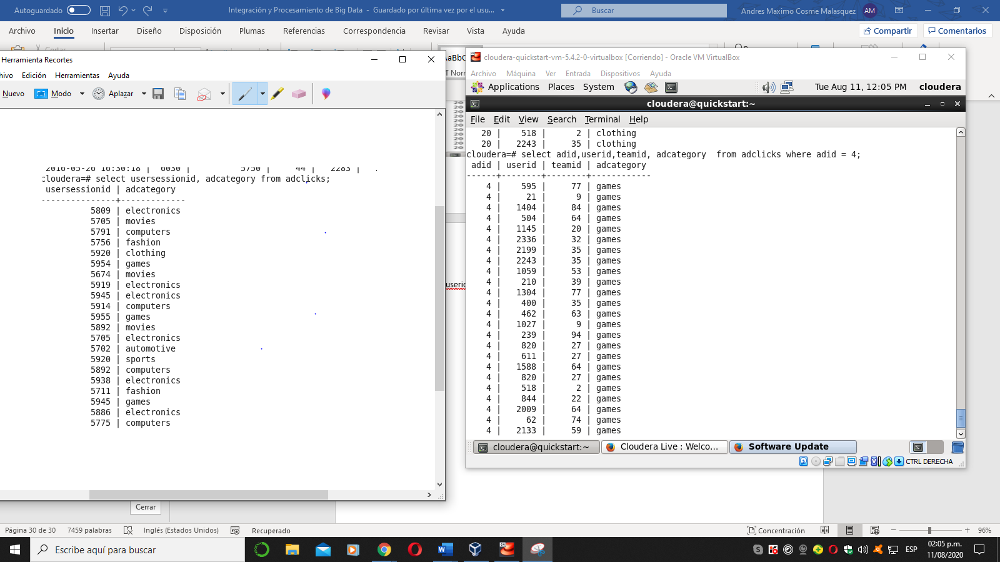 Autoguardado
Integración y Procesamiento de Big Data - Guardado por última vez por el usu...
Buscar
Andres Maximo Cosme Malasquez AM
Archivo Inicio Insertar Diseño Disposición Plumas Referencias Correspondencia Revisar Vista Ayuda
Compartir Comentarios
Cortar
Herramienta Recortes
hivo Edición Herramientas Ayuda
Nuevo Modo Aplazar
2016-05-26 16:30:18 | 6030 | 5750 | 44 | 2283 |
cloudera=# select usersessionid, adcategory from adclicks;
usersessionid | adcategory
---------------+-------------
5809 | electronics
5705 | movies
5791 | computers
5756 | fashion
5920 | clothing
5954 | games
5674 | movies
5919 | electronics
5945 | electronics
5914 | computers
5955 | games
5892 | movies
5705 | electronics
5702 | automotive
5920 | sports
5892 | computers
5938 | electronics
5711 | fashion
5945 | games
5886 | electronics
5775 | computers
Cerrar
AaBbC
¶ Norr
20
20
20
20
20
20
20
20
userid
cloudera-quickstart-vm-5.4.2-0-virtualbox [Corriendo] - Oracle VM VirtualBox
Archivo Máquina Ver Entrada Dispositivos Ayuda
Applications Places System
Tue Aug 11, 12:05 PM cloudera
cloudera@quickstart:~
File Edit View Search Terminal Help
20 | 518 | 2 | clothing
20 | 2243 | 35 | clothing
cloudera=# select adid,userid,teamid, adcategory  from adclicks where adid = 4;
adid | userid | teamid | adcategory
------+--------+--------+------------
4 | 595 | 77 | games
4 | 21 | 9 | games
4 | 1404 | 84 | games
4 | 504 | 64 | games
4 | 1145 | 20 | games
4 | 2336 | 32 | games
4 | 2199 | 35 | games
4 | 2243 | 35 | games
4 | 1059 | 53 | games
4 | 210 | 39 | games
4 | 1304 | 77 | games
4 | 400 | 35 | games
4 | 462 | 63 | games
4 | 1027 | 9 | games
4 | 239 | 94 | games
4 | 820 | 27 | games
4 | 611 | 27 | games
4 | 1588 | 64 | games
4 | 820 | 27 | games
4 | 518 | 2 | games
4 | 844 | 22 | games
4 | 2009 | 64 | games
4 | 62 | 74 | games
4 | 2133 | 59 | games
cloudera@quickstart:~ Cloudera Live : Welco... Software Update
CTRL DERECHA
Página 30 de 30 7459 palabras Inglés (Estados Unidos) Recuperado
Concentración 96%
Escribe aquí para buscar
ESP
02:05 p.m.
11/08/2020